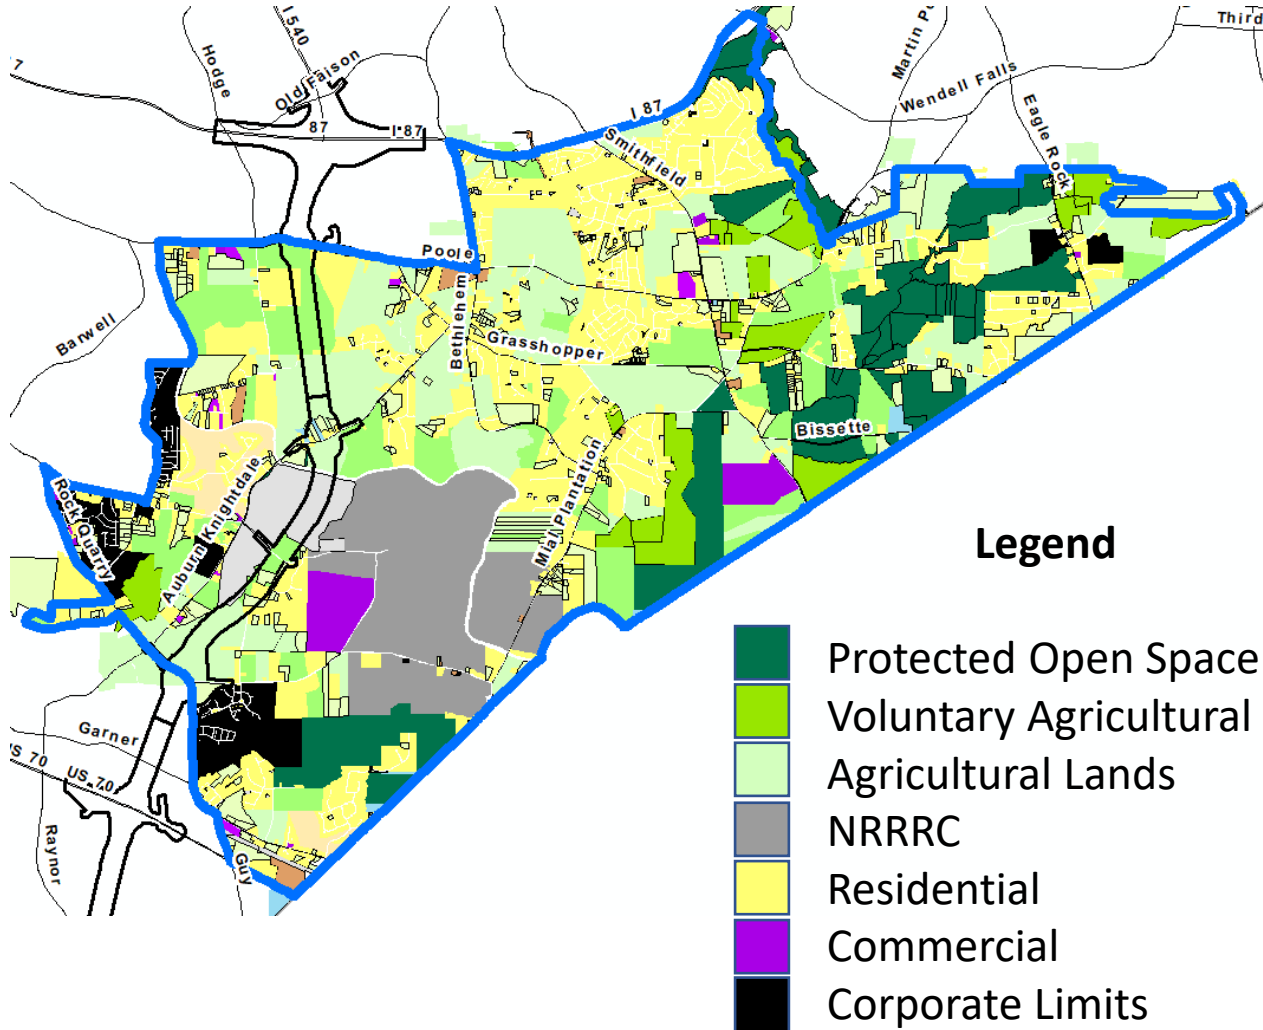 I 540
Hodge
Old Faison
87
I 87
I 87
Smithfield
Martin
Third
Wendell Falls
Eagle Rock
Poole
Bethlehem
Grasshopper
Barwell
Bissette
Mial Plantation
Auburn Knightdale
Rock Quarry
Garner
US 70
US 70
Raynor
Guy
Legend
Protected Open Space
Voluntary Agricultural
Agricultural Lands
NRRRC
Residential
Commercial
Corporate Limits